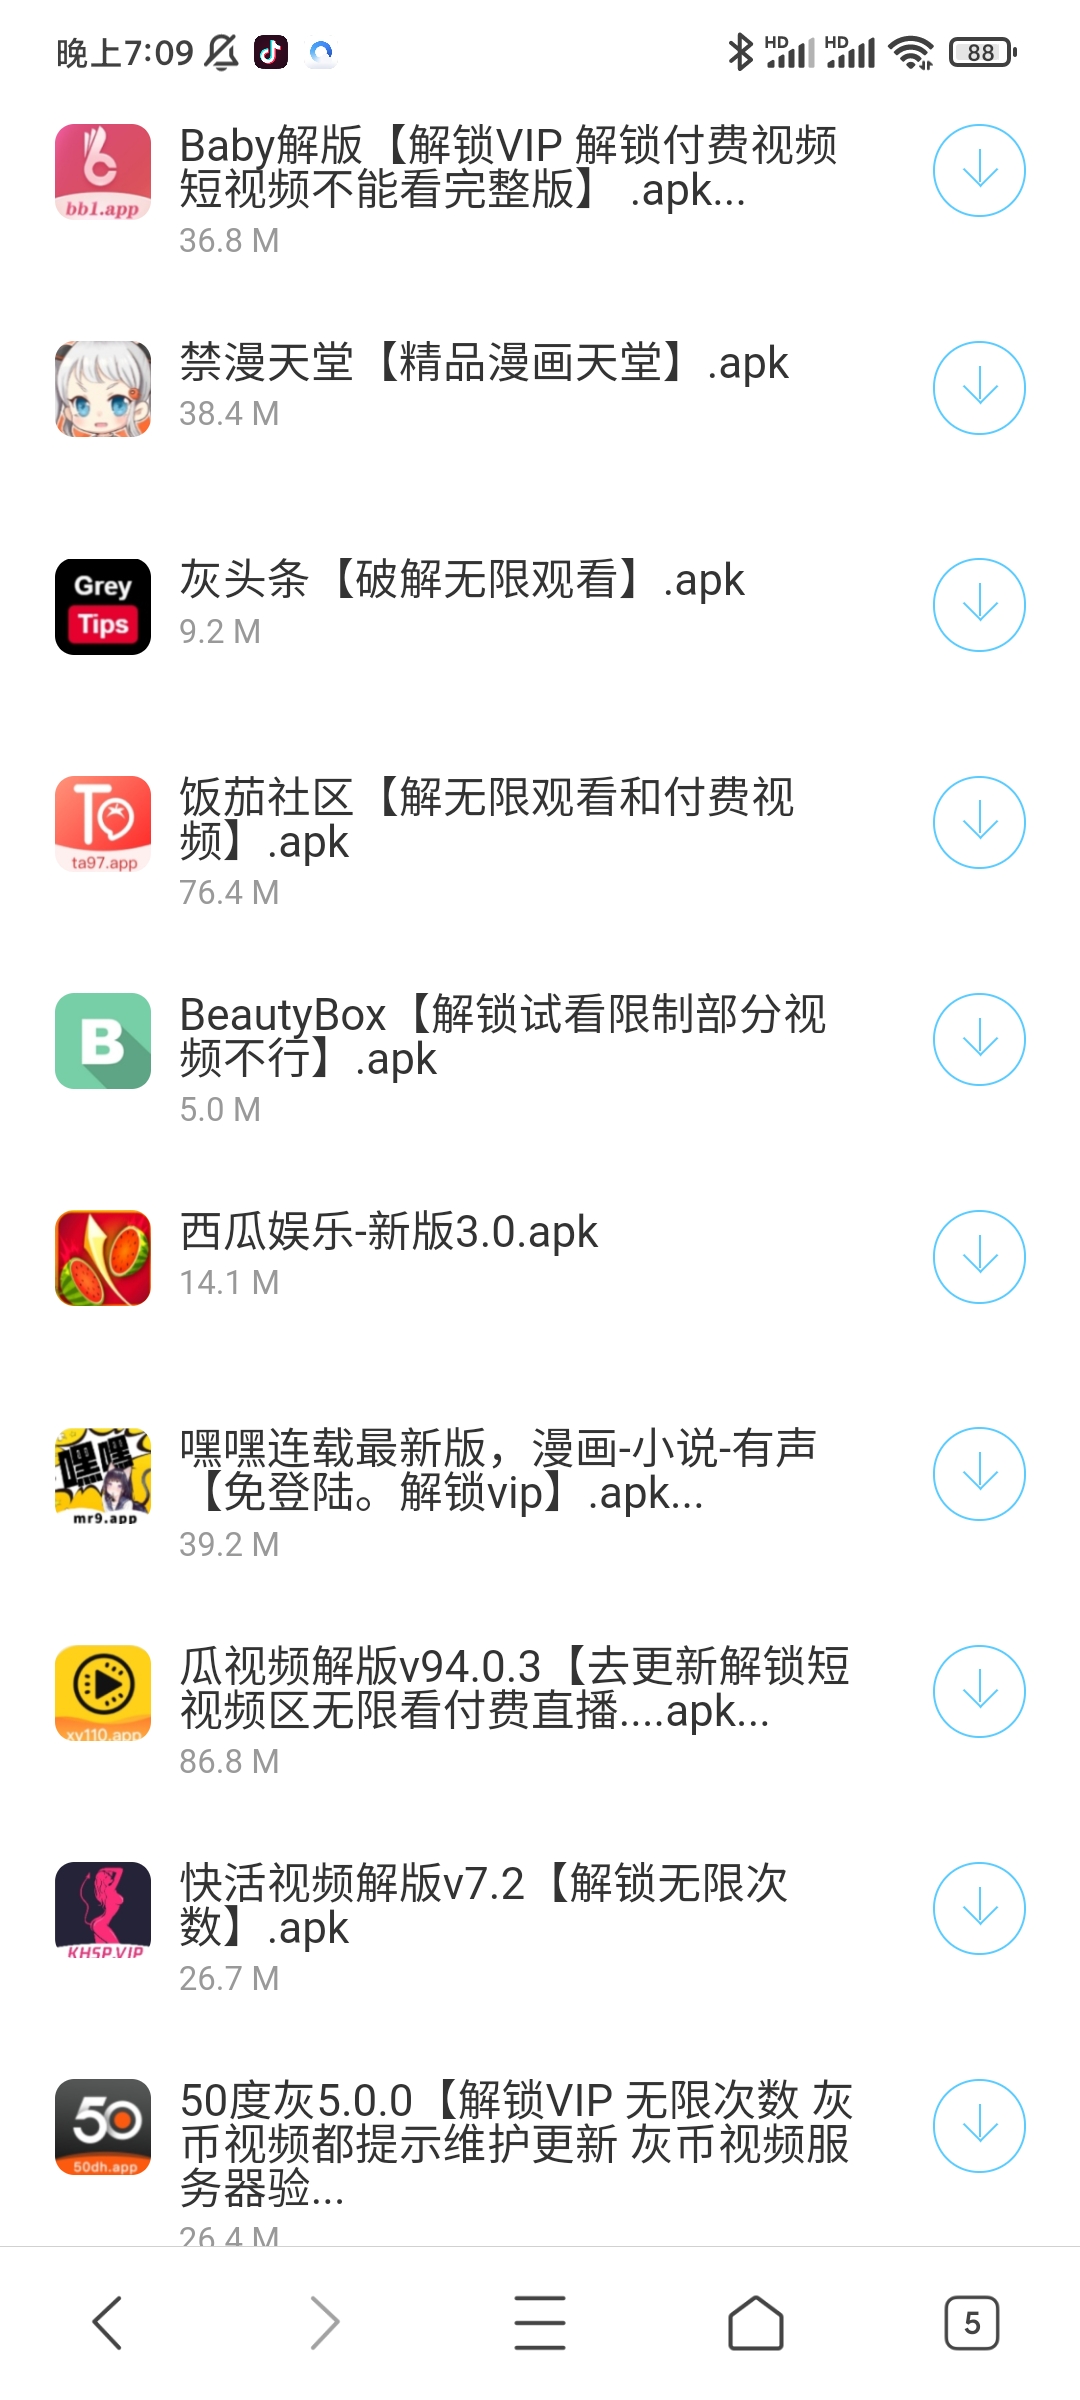 晚上7:09
HD
HD
88
bb1.app
Baby解版【解锁VIP 解锁付费视频
短视频不能看完整版】 .apk...
36.8 M
禁漫天堂【精品漫画天堂】.apk
38.4 M
Grey
Tips
灰头条【破解无限观看】.apk
9.2 M
TO
ta97.app
饭茄社区【解无限观看和付费视
频】.apk
76.4 M
B
BeautyBox【解锁试看限制部分视
频不行】.apk
5.0 M
西瓜娱乐-新版3.0.apk
14.1 M
嘿嘿
mr9.app
嘿嘿连载最新版，漫画-小说-有声
【免登陆。解锁vip】.apk...
39.2 M
xy110.app
瓜视频解版v94.0.3【去更新解锁短
视频区无限看付费直播....apk...
86.8 M
KHSP.VIP
快活视频解版v7.2【解锁无限次
数】.apk
26.7 M
50
50dh.app
50度灰5.0.0【解锁VIP 无限次数 灰
币视频都提示维护更新 灰币视频服
务器验...
26.4 M
5